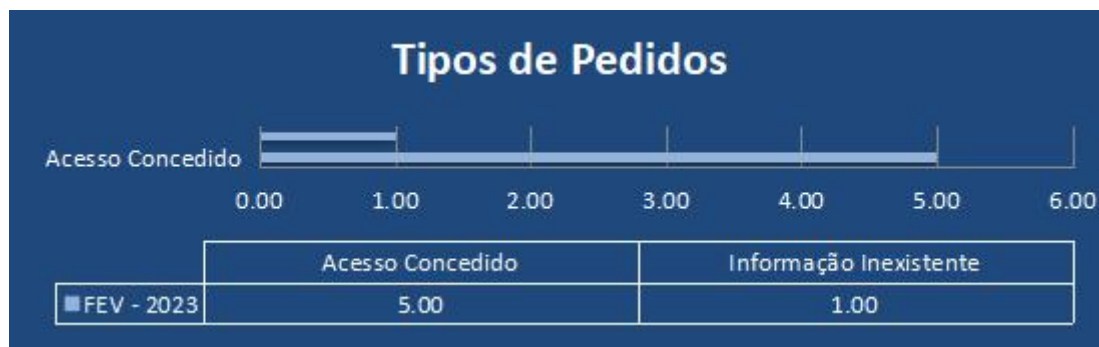 Tipos de Pedidos
Acesso Concedido
0.00 1.00 2.00 3.00 4.00 5.00 6.00
Acesso Concedido Informação Inexistente
FEV - 2023 5.00 1.00